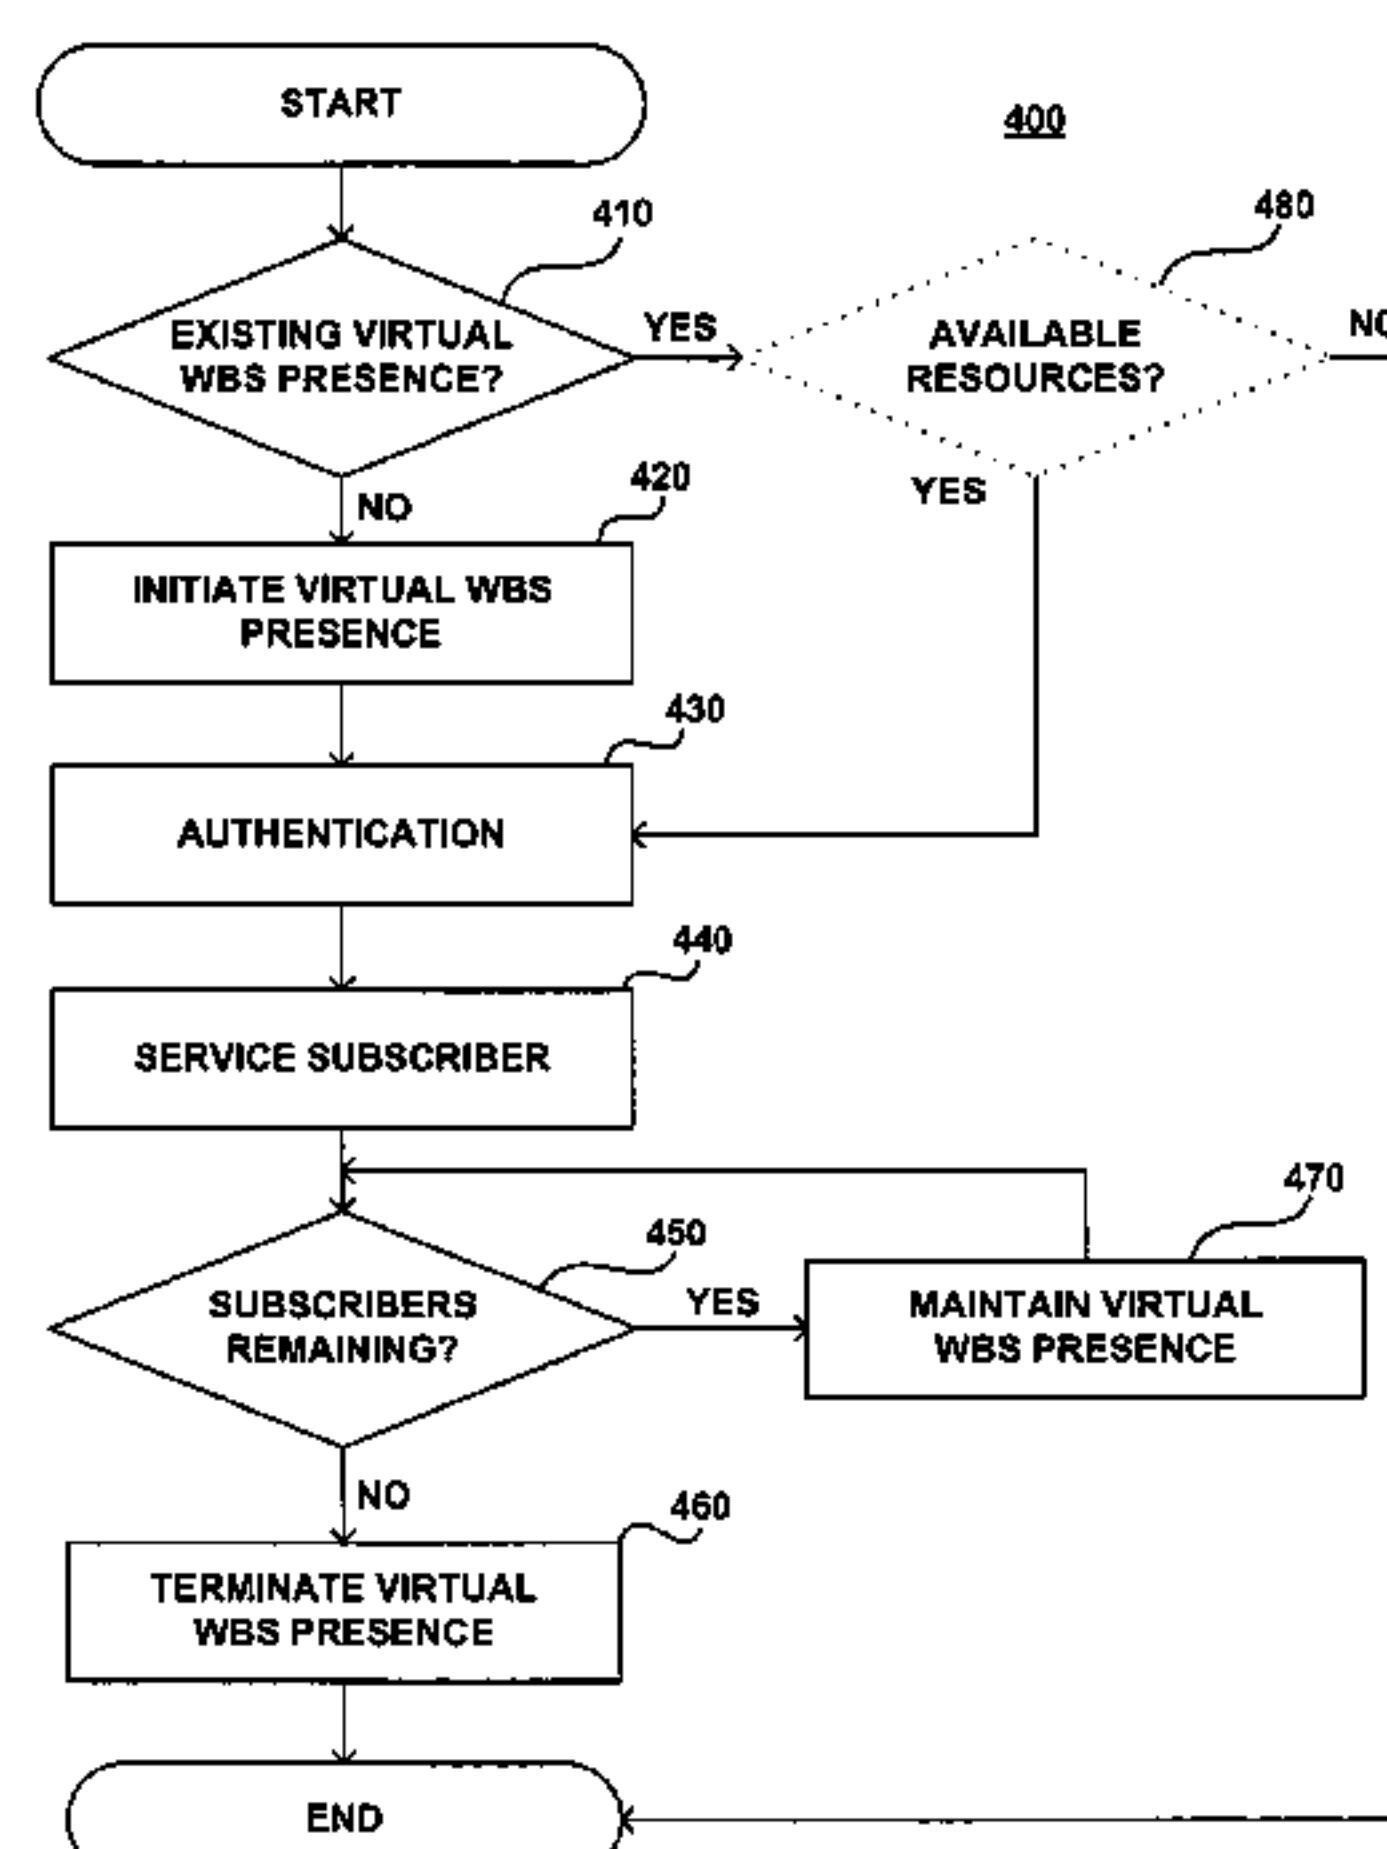 START
400
410
480
EXISTING VIRTUAL
WBS PRESENCE?
YES
AVAILABLE
RESOURCES?
NO
YES
NO
420
INITIATE VIRTUAL WBS
PRESENCE
430
AUTHENTICATION
440
SERVICE SUBSCRIBER
470
450
SUBSCRIBERS
REMAINING?
YES
MAINTAIN VIRTUAL
WBS PRESENCE
NO
460
TERMINATE VIRTUAL
WBS PRESENCE
END